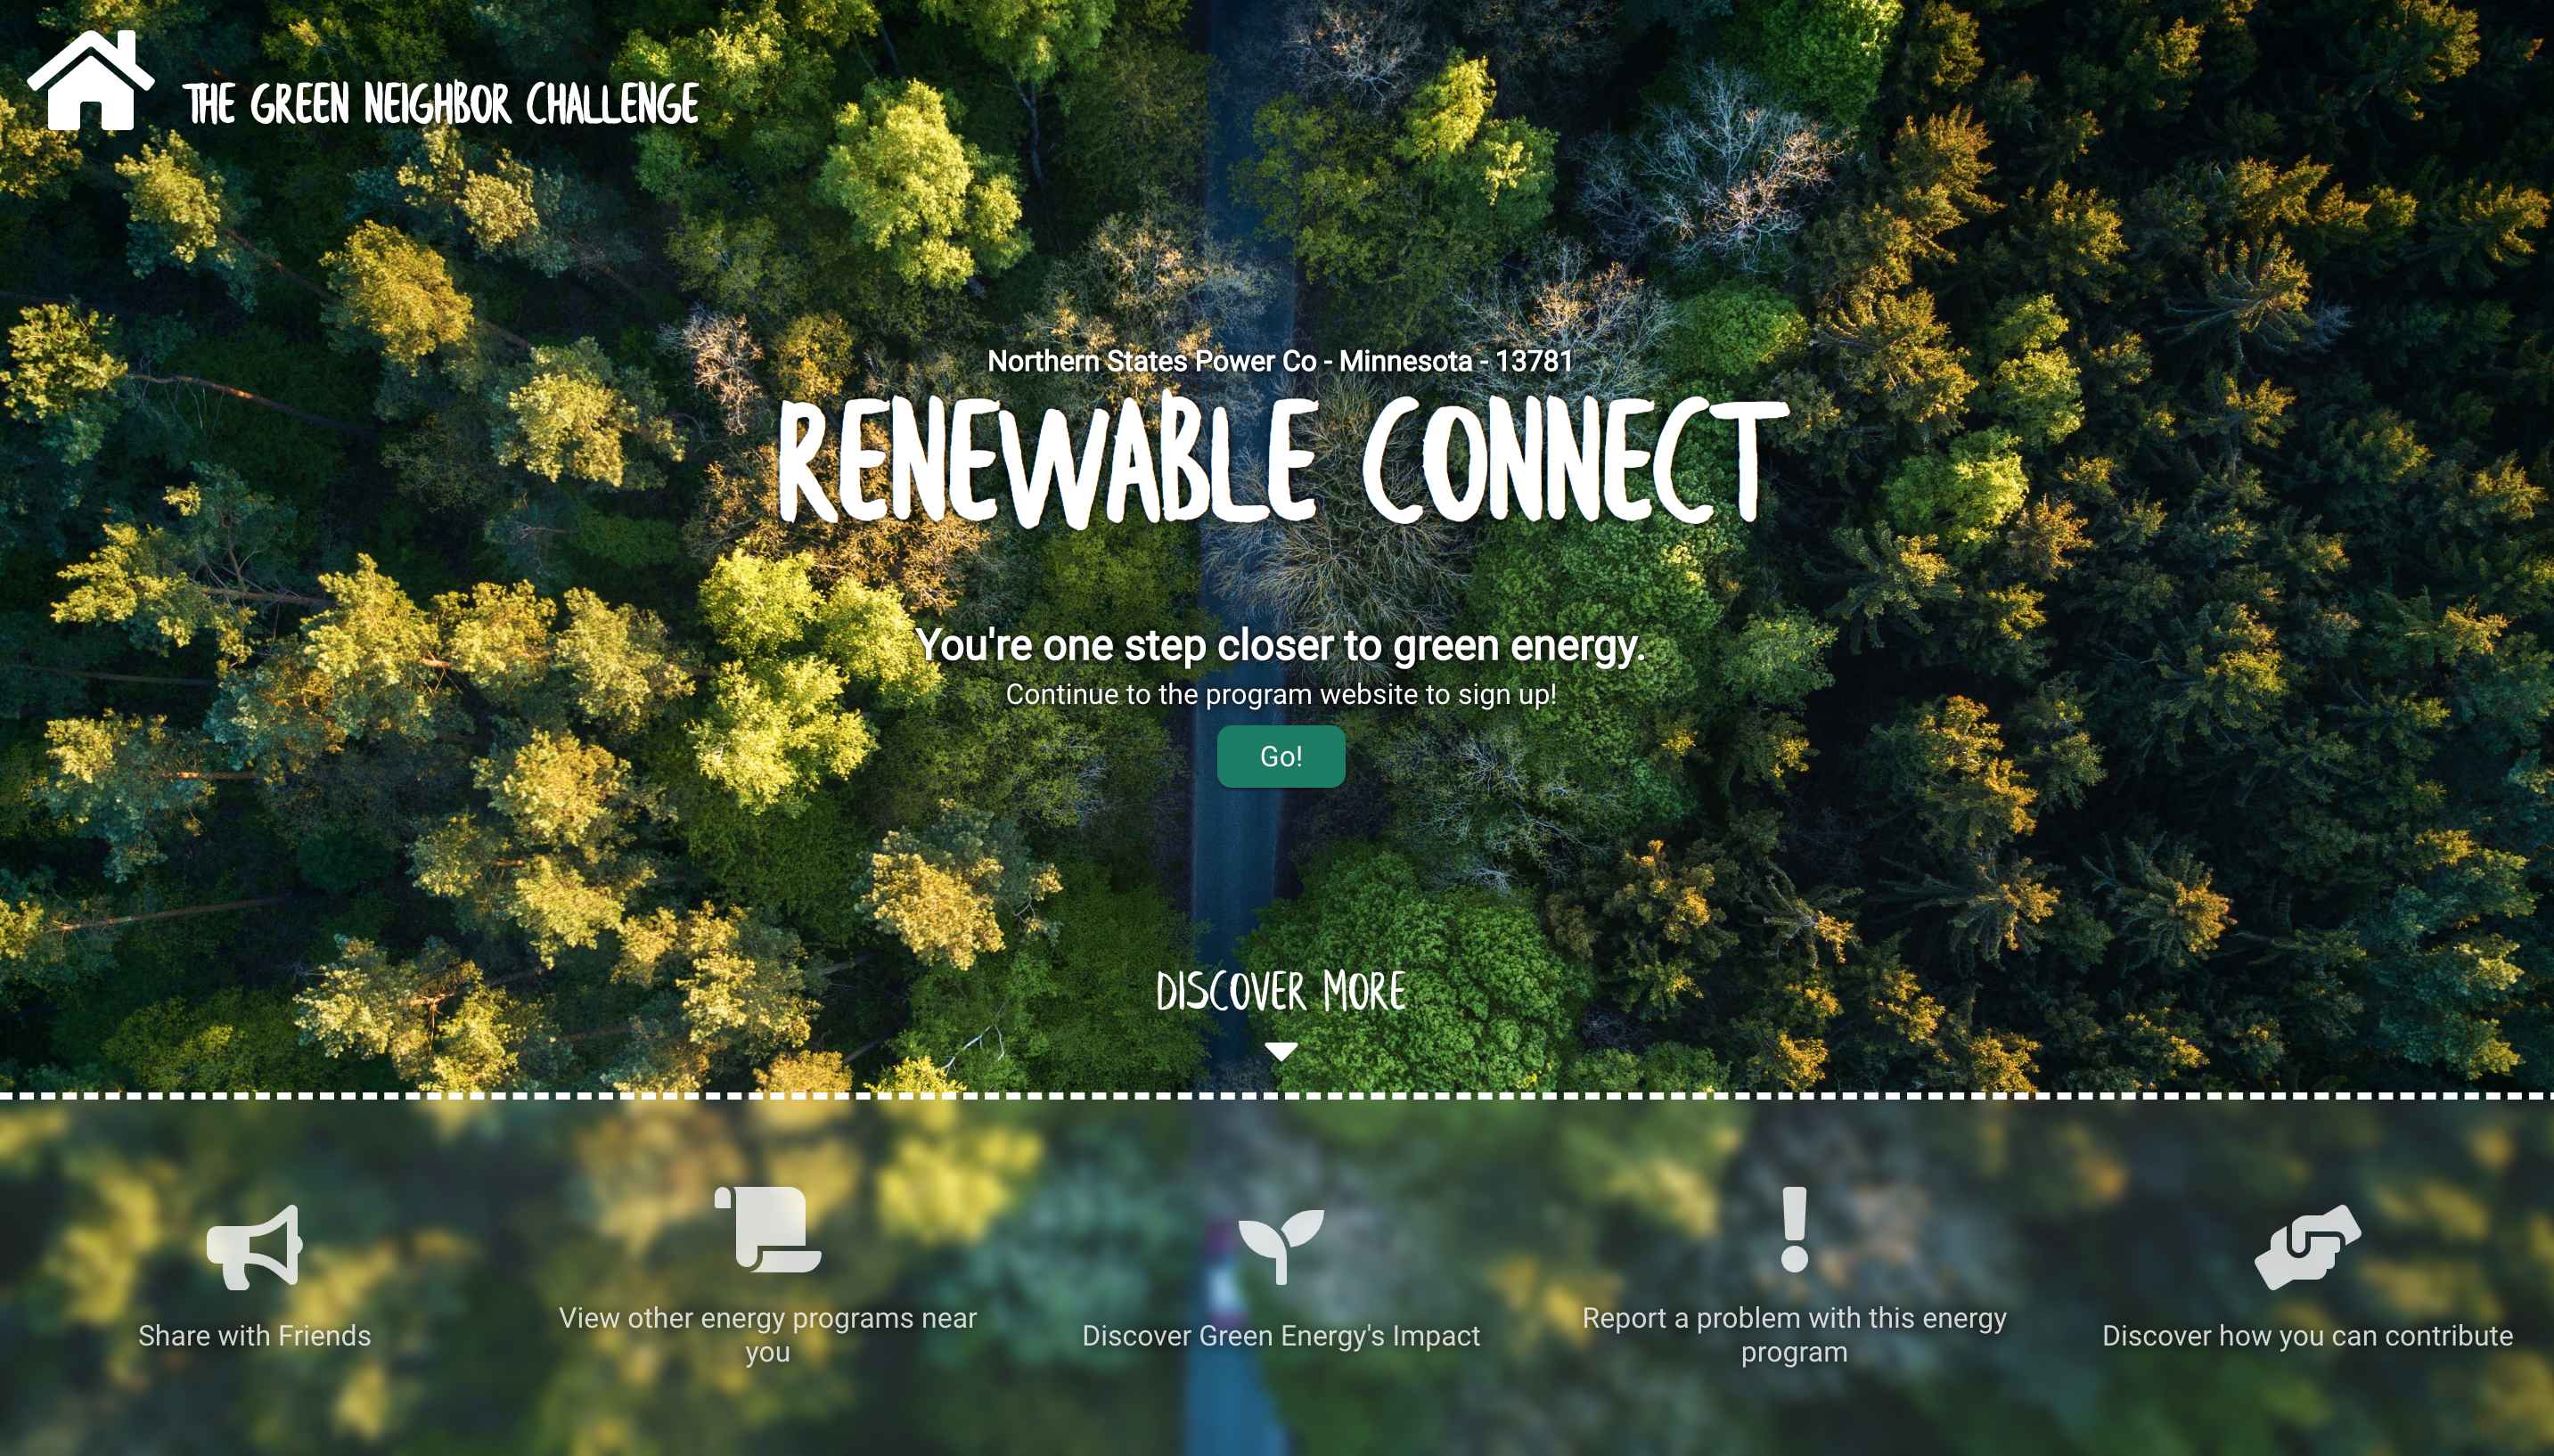 THE GREEN NEIGHBOR CHALLENGE
Northern States Power Co - Minnesota - 13781
RENEWABLE CONNECT
You're one step closer to green energy.
Continue to the program website to sign up!
Go!
DISCOVER MORE
Share with Friends
View other energy programs near
you
Discover Green Energy's Impact
Report a problem with this energy
program
Discover how you can contribute